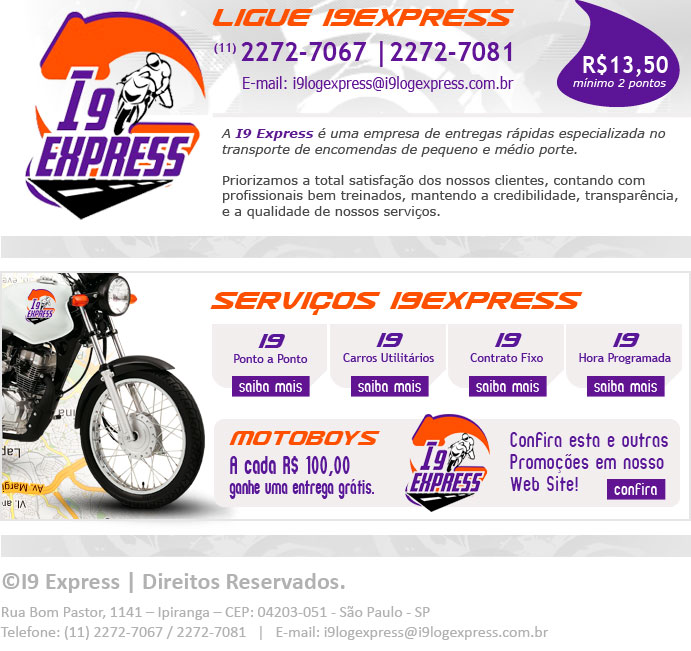 I9
EXPRESS
LIGUE I9EXPRESS
(11) 2272-7067 | 2272-7081
E-mail: i9logexpress@i9logexpress.com.br
R$13,50
mínimo 2 pontos
A I9 Express é uma empresa de entregas rápidas especializada no
transporte de encomendas de pequeno e médio porte.
Priorizamos a total satisfação dos nossos clientes, contando com
profissionais bem treinados, mantendo a credibilidade, transparência,
e a qualidade de nossos serviços.
I9
EXPRESS
SERVIÇOS I9EXPRESS
I9
Ponto a Ponto
saiba mais
I9
Carros Utilitários
saiba mais
I9
Contrato Fixo
saiba mais
I9
Hora Programada
saiba mais
MOTOBOYS
A cada R$ 100,00
ganhe uma entrega grátis.
I9
EXPRESS
Confira esta e outras
Promoções em nosso
Web Site!
confira
Av. Margi
©I9 Express | Direitos Reservados.
Rua Bom Pastor, 1141 – Ipiranga – CEP: 04203-051 - São Paulo - SP
Telefone: (11) 2272-7067 / 2272-7081 | E-mail: i9logexpress@i9logexpress.com.br